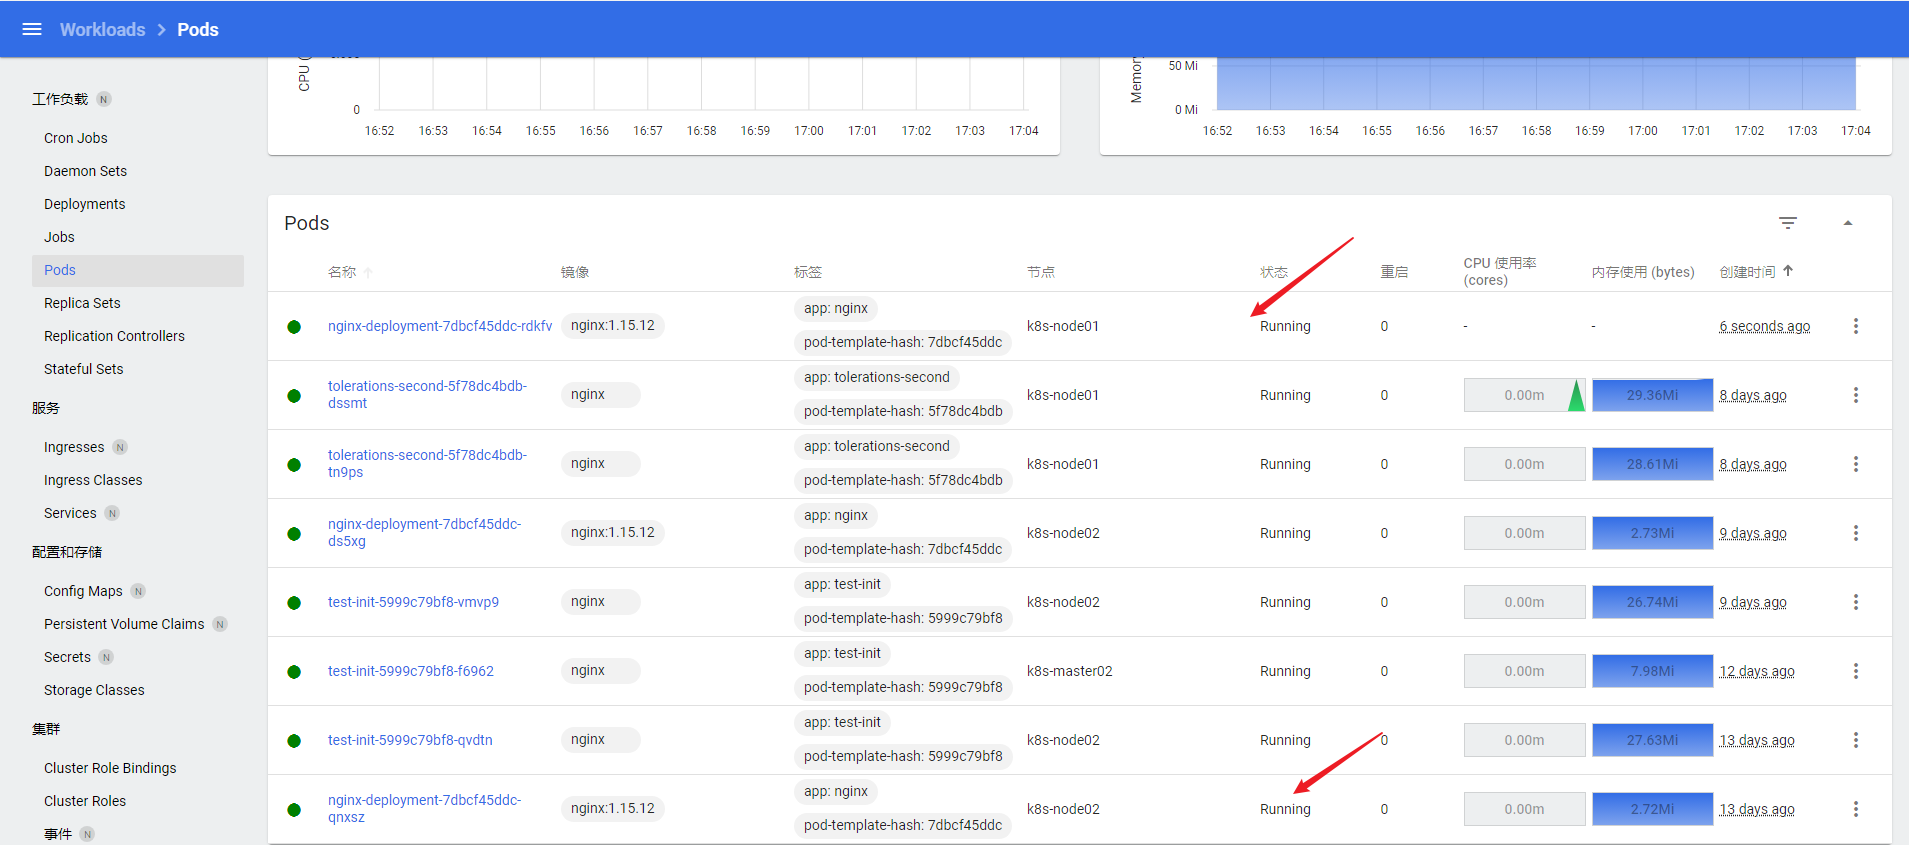 Workloads > Pods
工作负载 N
Cron Jobs
Daemon Sets
Deployments
Jobs
Pods
Replica Sets
Replication Controllers
Stateful Sets
服务
Ingresses N
Ingress Classes
Services N
配置和存储
Config Maps N
Persistent Volume Claims N
Secrets N
Storage Classes
集群
Cluster Role Bindings
Cluster Roles
事件 N
CPU
0
16:52 16:53 16:54 16:55 16:56 16:57 16:58 16:59 17:00 17:01 17:02 17:03 17:04
Memory
50 Mi
0 Mi
16:52 16:53 16:54 16:55 16:56 16:57 16:58 16:59 17:00 17:01 17:02 17:03 17:04
Pods
名称 镜像 标签 节点 状态 重启 CPU 使用率 (cores) 内存使用 (bytes) 创建时间
nginx-deployment-7dbcf45ddc-rdkfv nginx:1.15.12 app: nginx k8s-node01 Running 0 - - 6 seconds ago
pod-template-hash: 7dbcf45ddc
tolerations-second-5f78dc4bdb-dssmt nginx app: tolerations-second k8s-node01 Running 0 0.00m 29.36Mi 8 days ago
pod-template-hash: 5f78dc4bdb
tolerations-second-5f78dc4bdb-tn9ps nginx app: tolerations-second k8s-node01 Running 0 0.00m 28.61Mi 8 days ago
pod-template-hash: 5f78dc4bdb
nginx-deployment-7dbcf45ddc-ds5xg nginx:1.15.12 app: nginx k8s-node02 Running 0 0.00m 2.73Mi 9 days ago
pod-template-hash: 7dbcf45ddc
test-init-5999c79bf8-vmvp9 nginx app: test-init k8s-node02 Running 0 0.00m 26.74Mi 9 days ago
pod-template-hash: 5999c79bf8
test-init-5999c79bf8-f6962 nginx app: test-init k8s-master02 Running 0 0.00m 7.98Mi 12 days ago
pod-template-hash: 5999c79bf8
test-init-5999c79bf8-qvdtn nginx app: test-init k8s-node02 Running 0 0.00m 27.63Mi 13 days ago
pod-template-hash: 5999c79bf8
nginx-deployment-7dbcf45ddc-qnxsz nginx:1.15.12 app: nginx k8s-node02 Running 0 0.00m 2.72Mi 13 days ago
pod-template-hash: 7dbcf45ddc